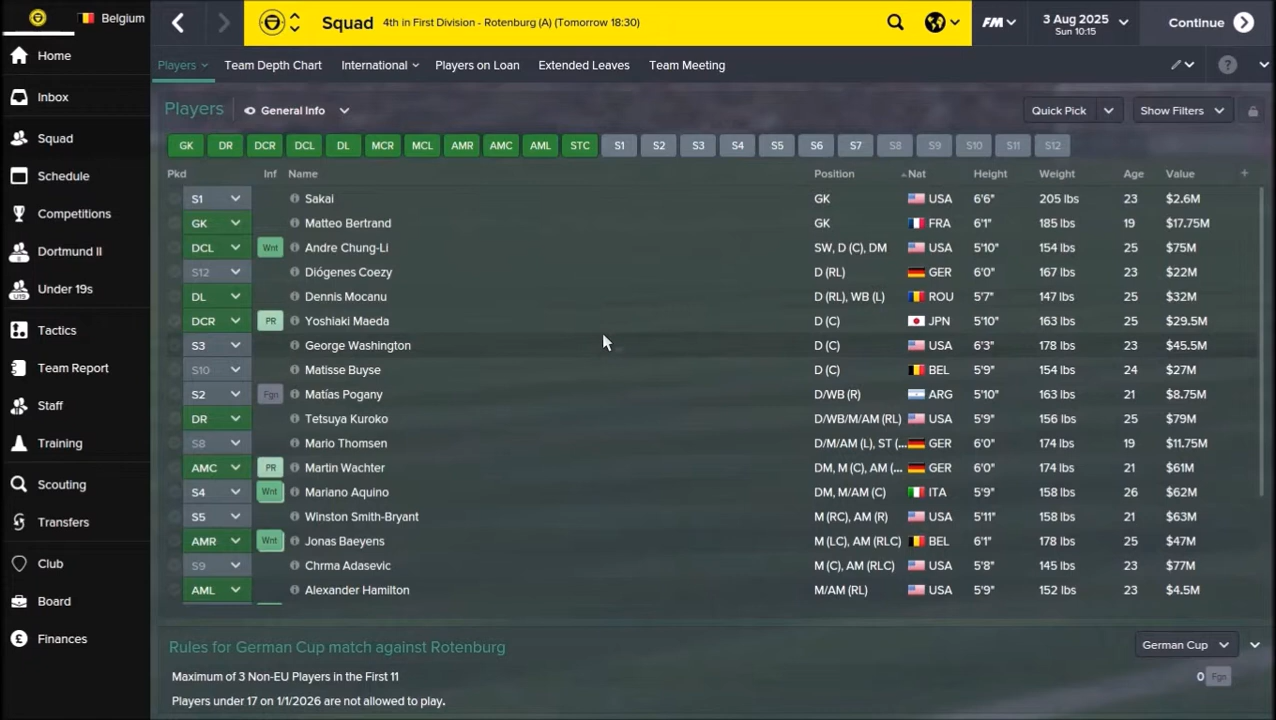 Belgium
Squad 4th in First Division - Rotenburg (A) (Tomorrow 18:30)
FM
3 Aug 2025
Sun 10:15
Continue
Home
Inbox
Squad
Schedule
Competitions
Dortmund II
Under 19s
Tactics
Team Report
Staff
Training
Scouting
Transfers
Club
Board
Finances
Players Team Depth Chart International Players on Loan Extended Leaves Team Meeting
Players General Info Quick Pick Show Filters
GK DR DCR DCL DL MCR MCL AMR AMC AML STC S1 S2 S3 S4 S5 S6 S7 S8 S9 S10 S11 S12
Pkd Inf Name Position Nat Height Weight Age Value
S1 Sakai GK USA 6'6" 205 lbs 23 $2.6M
GK Matteo Bertrand GK FRA 6'1" 185 lbs 19 $17.75M
DCL Wnt Andre Chung-Li SW, D (C), DM USA 5'10" 154 lbs 25 $75M
S12 Diógenes Coezy D (RL) GER 6'0" 167 lbs 23 $22M
DL Dennis Mocanu D (RL), WB (L) ROU 5'7" 147 lbs 25 $32M
DCR PR Yoshiaki Maeda D (C) JPN 5'10" 163 lbs 25 $29.5M
S3 George Washington D (C) USA 6'3" 178 lbs 23 $45.5M
S10 Matisse Buyse D (C) BEL 5'9" 154 lbs 24 $27M
S2 Fgn Matías Pogany D/WB (R) ARG 5'10" 163 lbs 21 $8.75M
DR Tetsuya Kuroko D/WB/M/AM (RL) USA 5'9" 156 lbs 25 $79M
S8 Mario Thomsen D/M/AM (L), ST (... GER 6'0" 174 lbs 19 $11.75M
AMC PR Martin Wachter DM, M (C), AM (... GER 6'0" 174 lbs 21 $61M
S4 Wnt Mariano Aquino DM, M/AM (C) ITA 5'9" 158 lbs 26 $62M
S5 Winston Smith-Bryant M (RC), AM (R) USA 5'11" 158 lbs 21 $63M
AMR Wnt Jonas Baeyens M (LC), AM (RLC) BEL 6'1" 178 lbs 25 $47M
S9 Chrma Adasevic M (C), AM (RLC) USA 5'8" 145 lbs 23 $77M
AML Alexander Hamilton M/AM (RL) USA 5'9" 152 lbs 23 $4.5M
Rules for German Cup match against Rotenburg German Cup
Maximum of 3 Non-EU Players in the First 11 0 Fgn
Players under 17 on 1/1/2026 are not allowed to play.